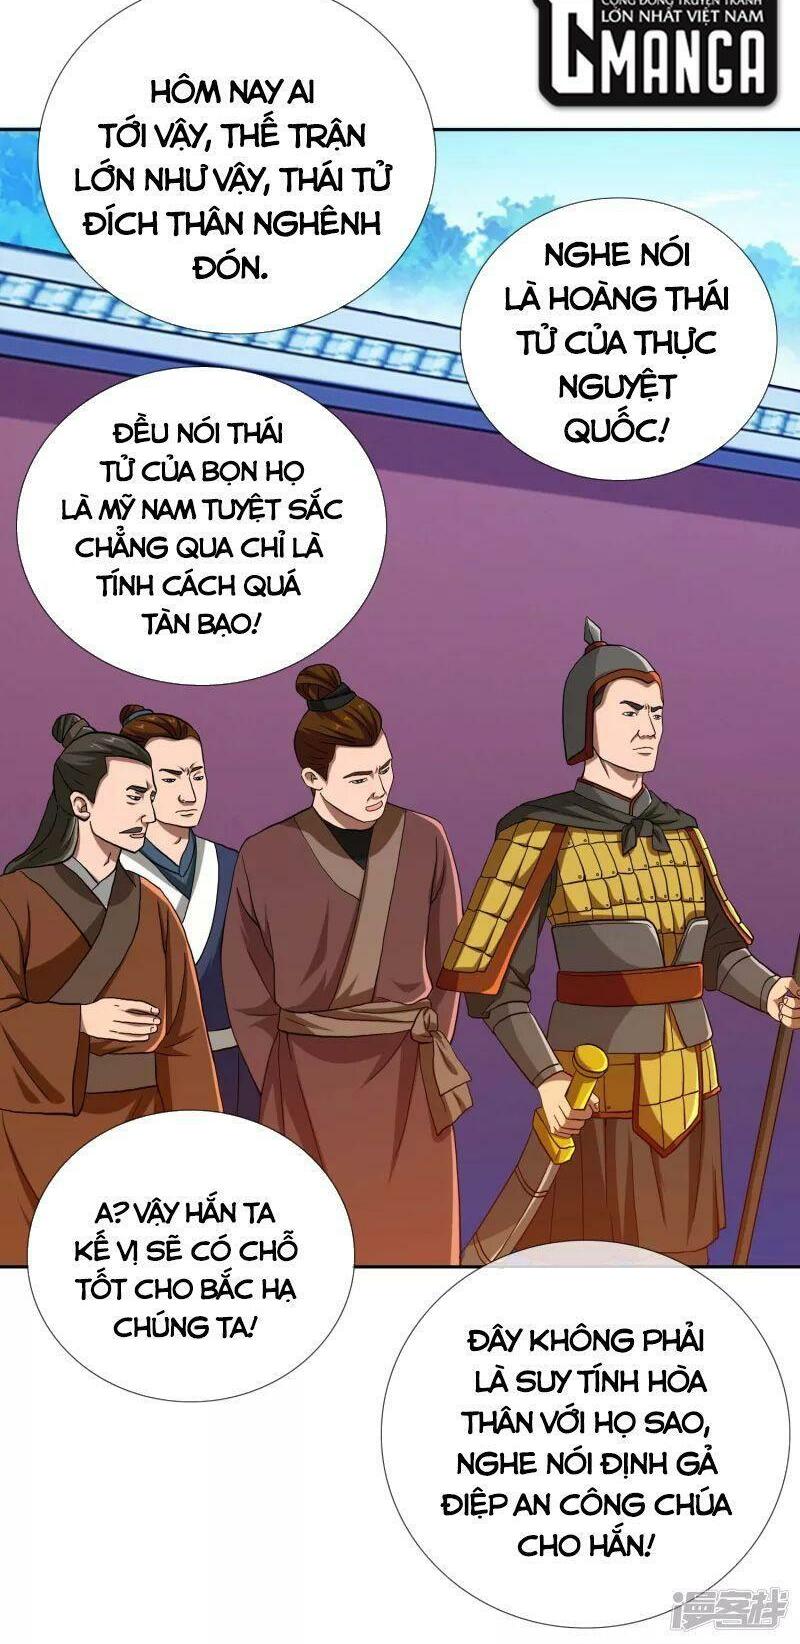 CỘNG ĐỒNG TRUYỆN TRANH
LỚN NHẤT VIỆT NAM
CMANGA
HÔM NAY AI
TỚI VẬY, THẾ TRẬN
LỚN NHƯ VẬY, THÁI TỬ
ĐÍCH THÂN NGHÊNH
ĐÓN.
NGHE NÓI
LÀ HOÀNG THÁI
TỬ CỦA THỰC
NGUYỆT
QUỐC!
ĐỀU NÓI THÁI
TỬ CỦA BỌN HỌ
LÀ MỸ NAM TUYỆT SẮC
CHẲNG QUA CHỈ LÀ
TÍNH CÁCH QUÁ
TÀN BẠO!
A? VẬY HẮN TA
KẾ VỊ SẼ CÓ CHỖ
TỐT CHO BẮC HẠ
CHÚNG TA!
ĐÂY KHÔNG PHẢI
LÀ SUY TÍNH HÒA
THÂN VỚI HỌ SAO,
NGHE NÓI ĐỊNH GẢ
ĐIỆP AN CÔNG CHÚA
CHO HẮN!
漫客栈